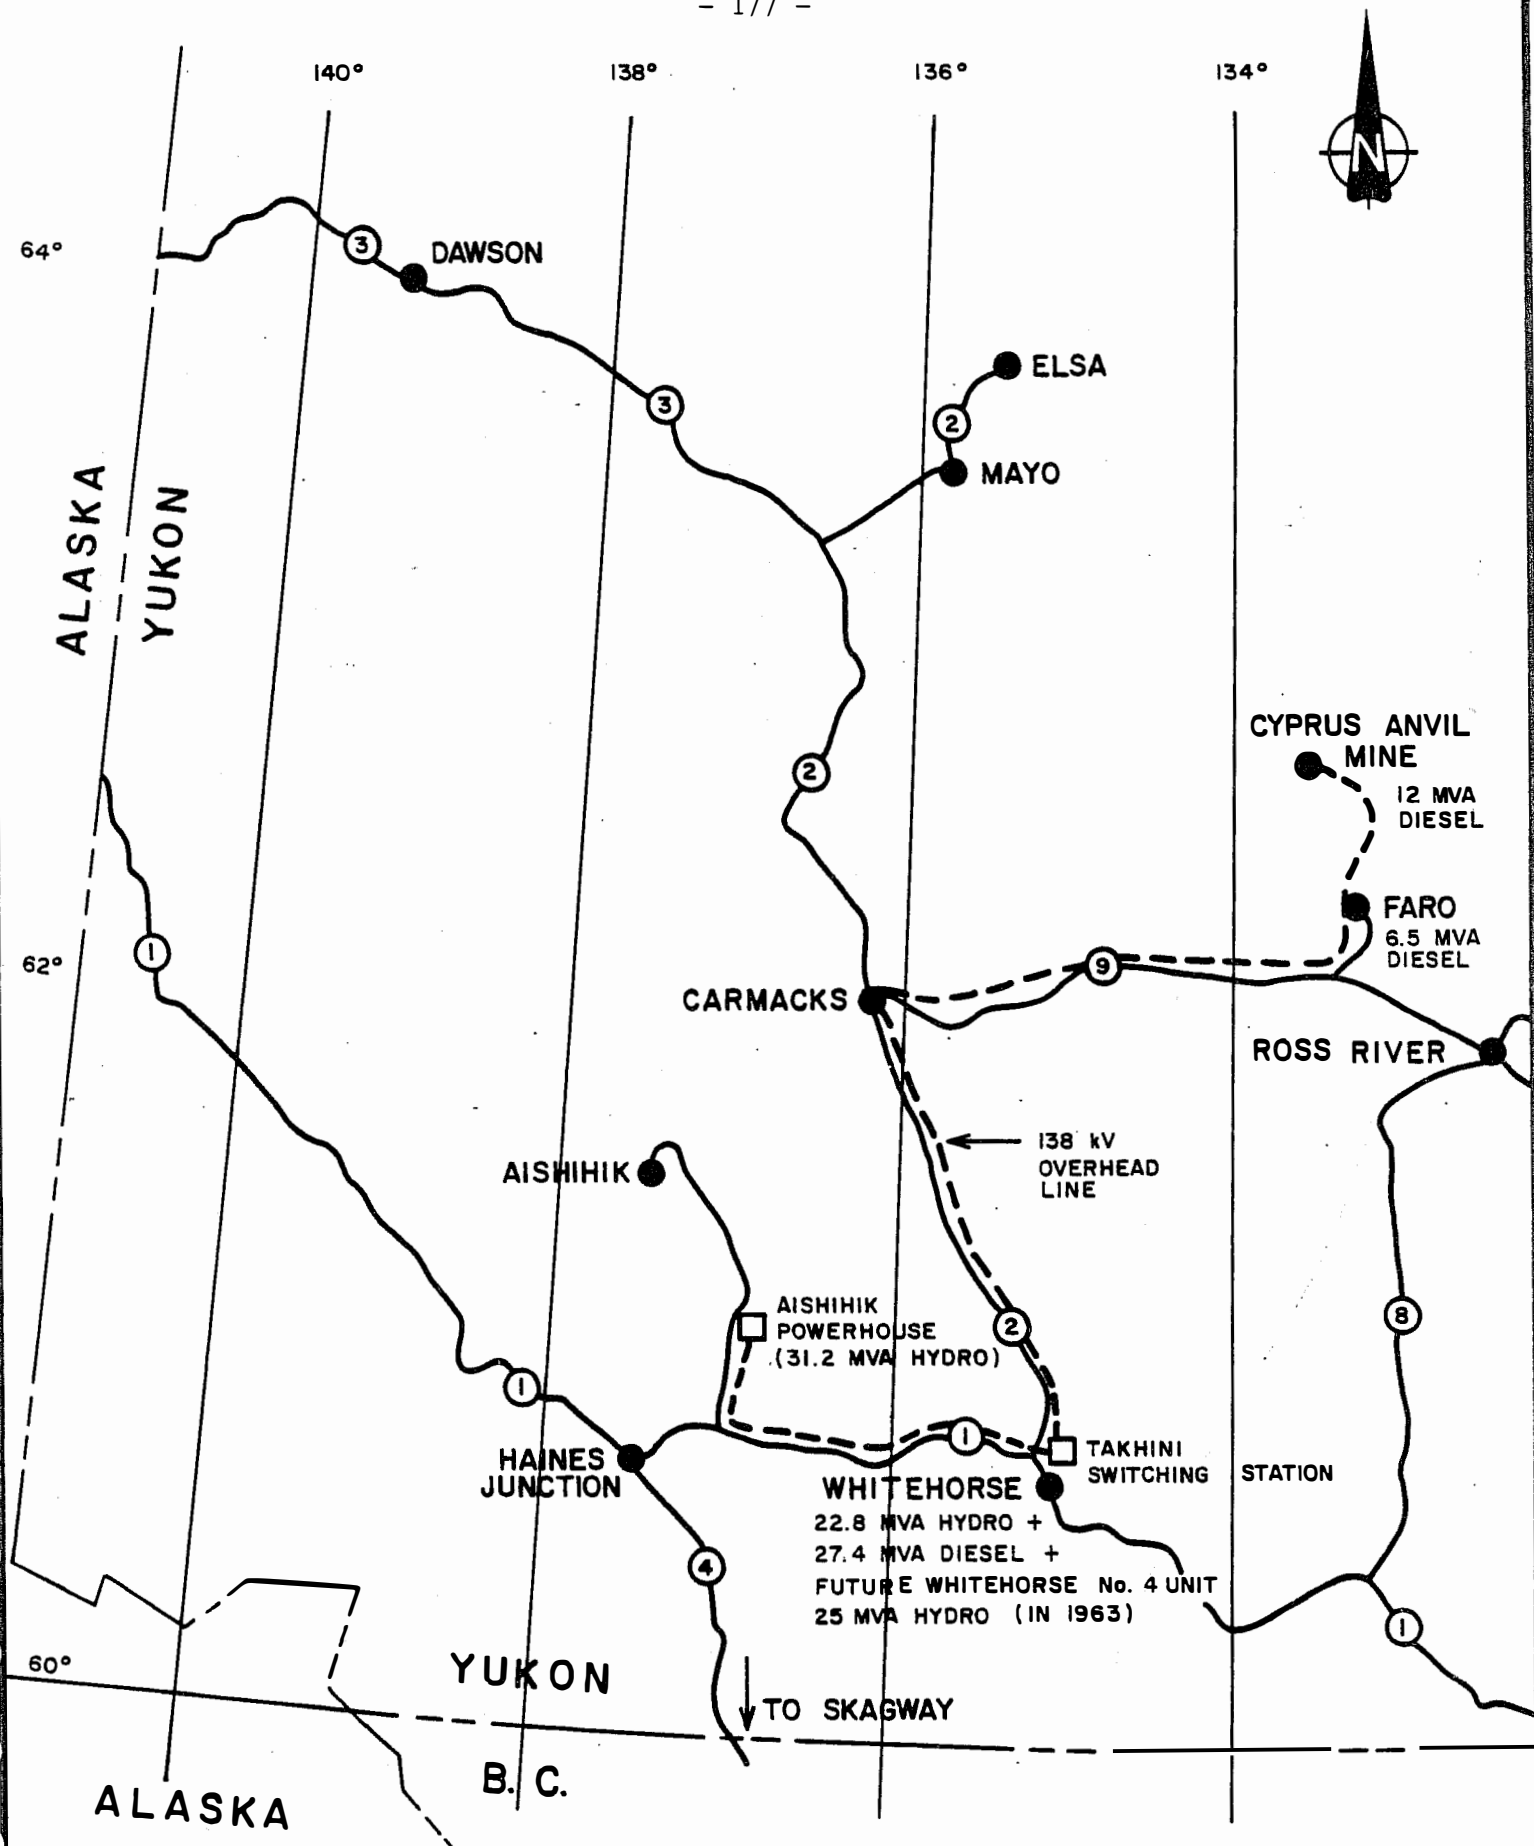 - 177 -
140°
138°
136°
134°
N
64°
3
DAWSON
ELSA
3
2
MAYO
ALASKA
YUKON
CYPRUS ANVIL
MINE
2
12 MVA
DIESEL
FARO
6.5 MVA
DIESEL
1
62°
9
CARMACKS
ROSS RIVER
138 kV
OVERHEAD
LINE
AISHIHIK
AISHIHIK
POWERHOUSE
(31.2 MVA HYDRO)
2
8
1
1
HAINES
JUNCTION
TAKHINI
SWITCHING STATION
WHITEHORSE
22.8 MVA HYDRO +
27.4 MVA DIESEL +
FUTURE WHITEHORSE No. 4 UNIT
25 MVA HYDRO (IN 1963)
4
1
60°
YUKON
TO SKAGWAY
B.C.
ALASKA